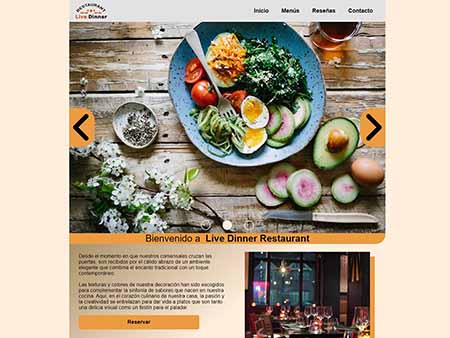 RESTAURANT
Live Dinner
Inicio Menús Reseñas Contacto
Bienvenido a Live Dinner Restaurant
Desde el momento en que nuestros comensales cruzan las
puertas, son recibidos por el cálido abrazo de un ambiente
elegante que combina el encanto tradicional con un toque
contemporáneo.
Las texturas y colores de nuestra decoración han sido escogidos
para complementar la sinfonía de sabores que nacen en nuestra
cocina. Aquí, en el corazón culinario de nuestra casa, la pasión y
la creatividad se entrelazan para dar vida a platos que son tanto
una delicia visual como un festín para el paladar.
Reservar